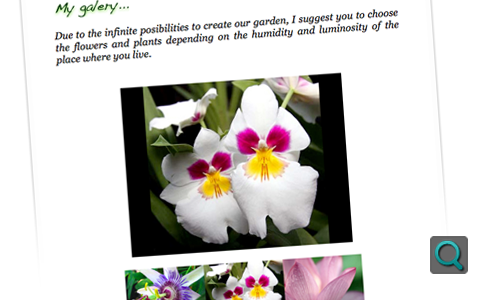 My galery...
Due to the infinite posibilities to create our garden, I suggest you to choose
the flowers and plants depending on the humidity and luminosity of the
place where you live.